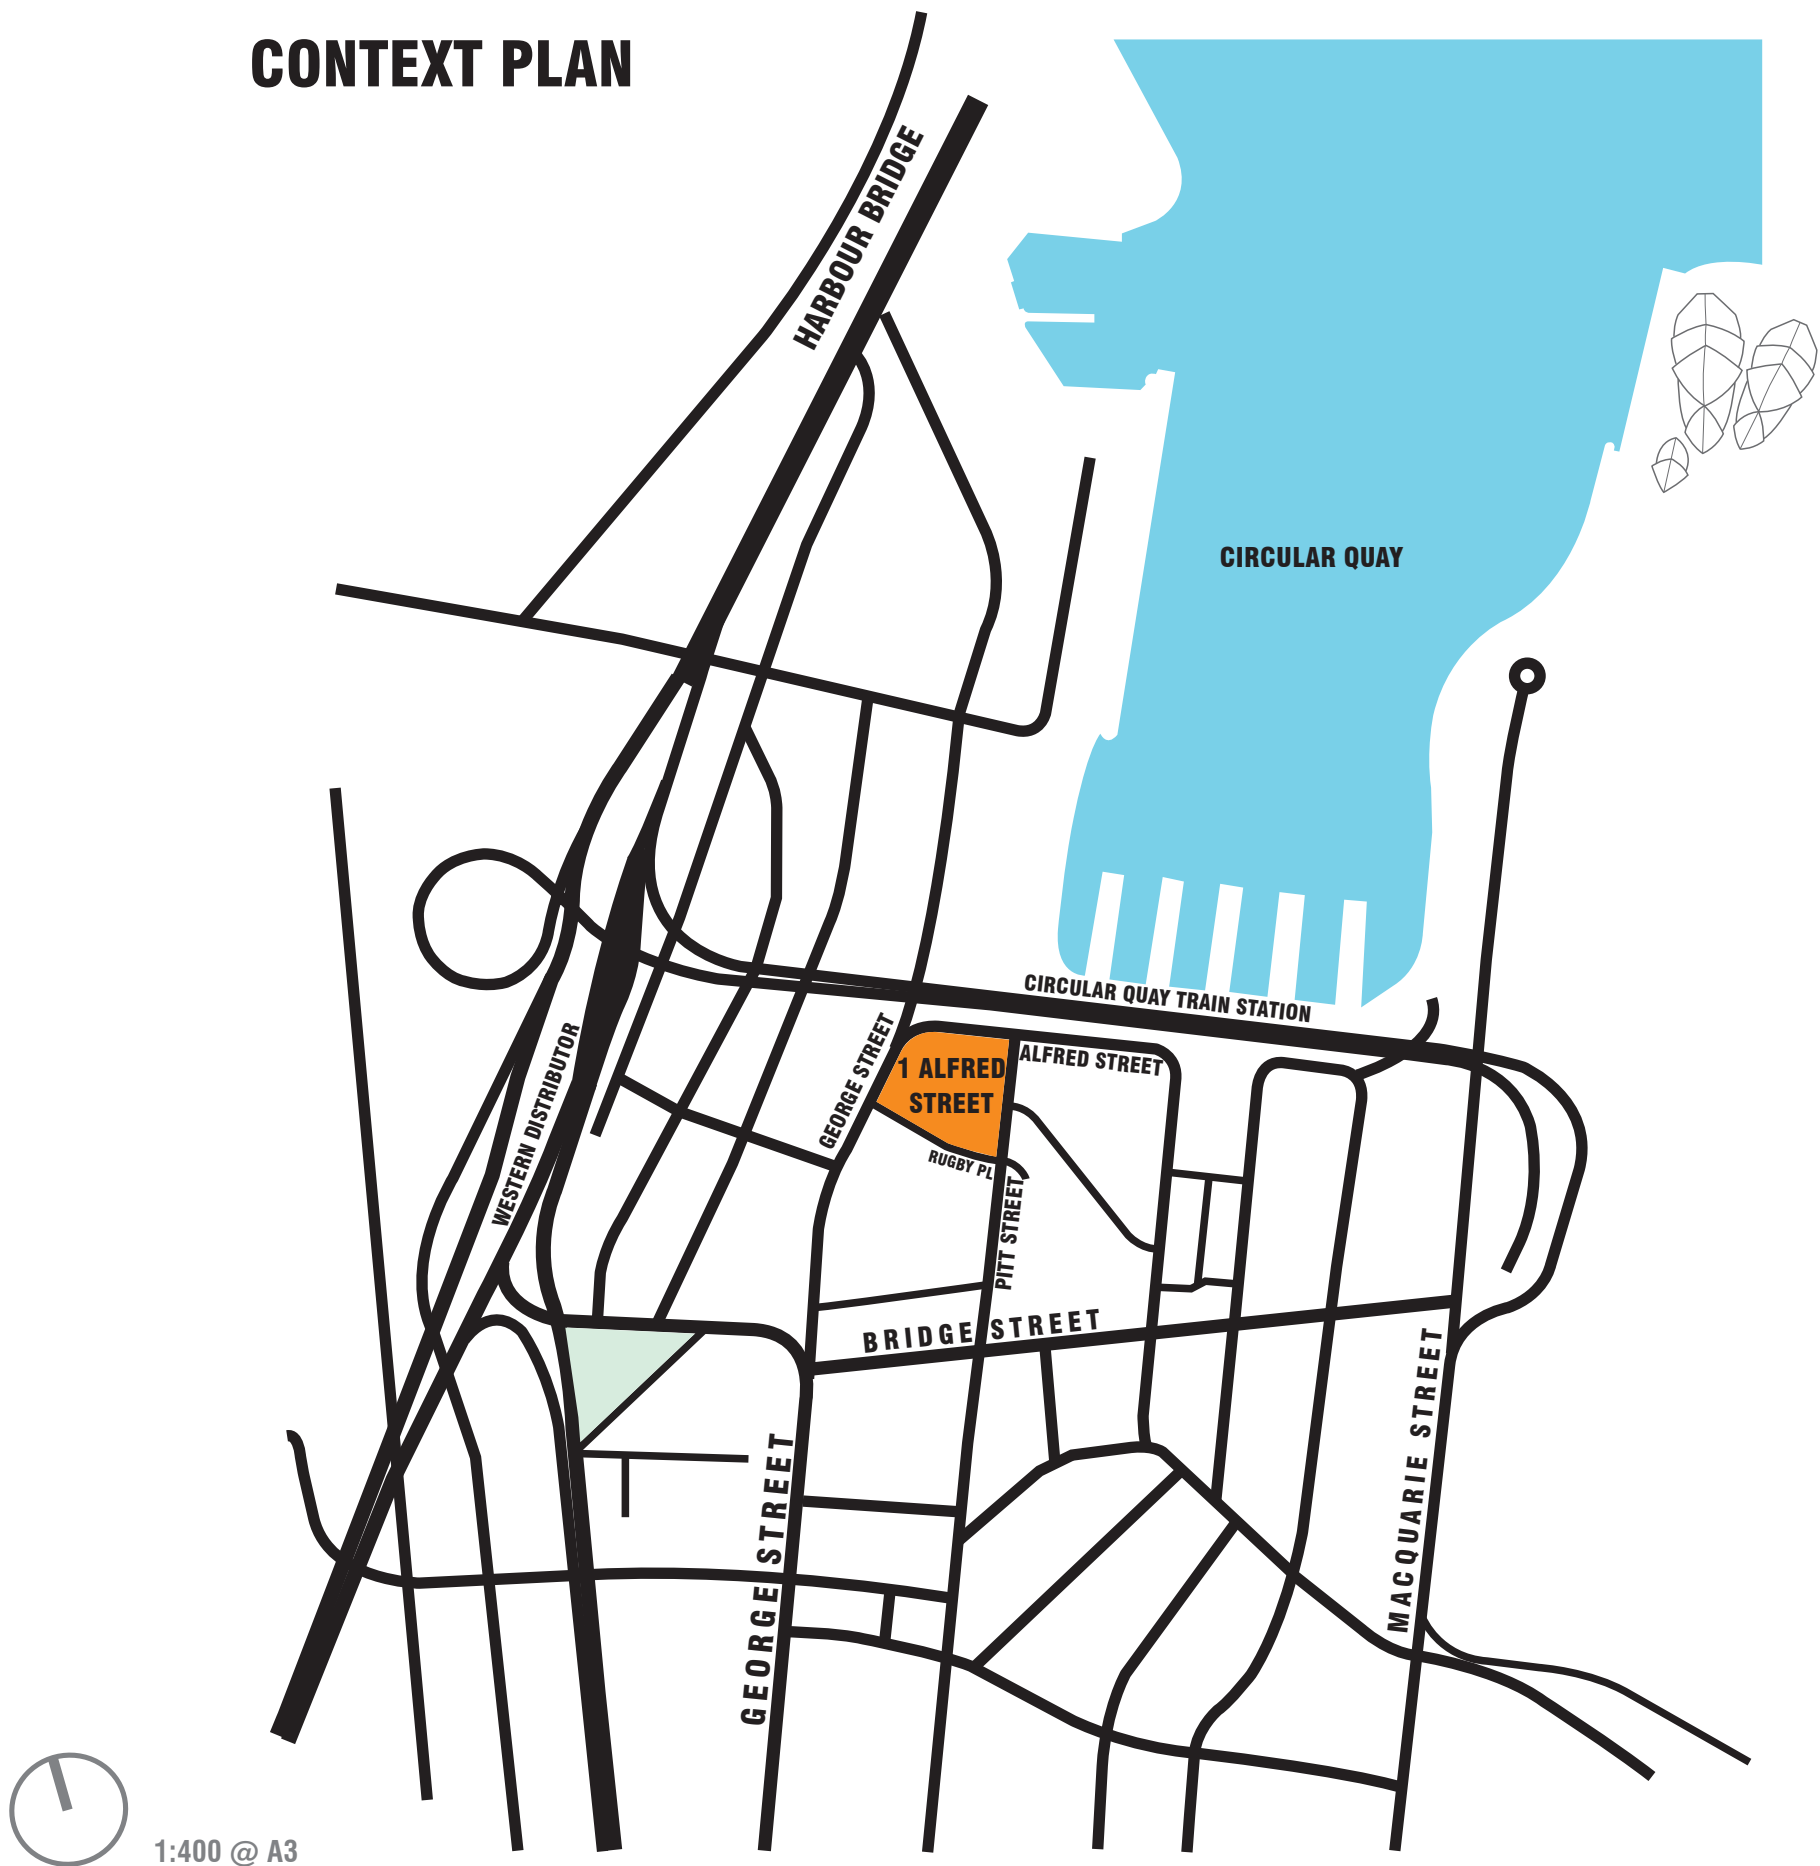 CONTEXT PLAN
HARBOUR BRIDGE
CIRCULAR QUAY
CIRCULAR QUAY TRAIN STATION
GEORGE STREET
1 ALFRED
STREET
ALFRED STREET
WESTERN DISTRIBUTOR
RUGBY PL
PITT STREET
BRIDGE STREET
MACQUARIE STREET
GEORGE STREET
1:400 @ A3